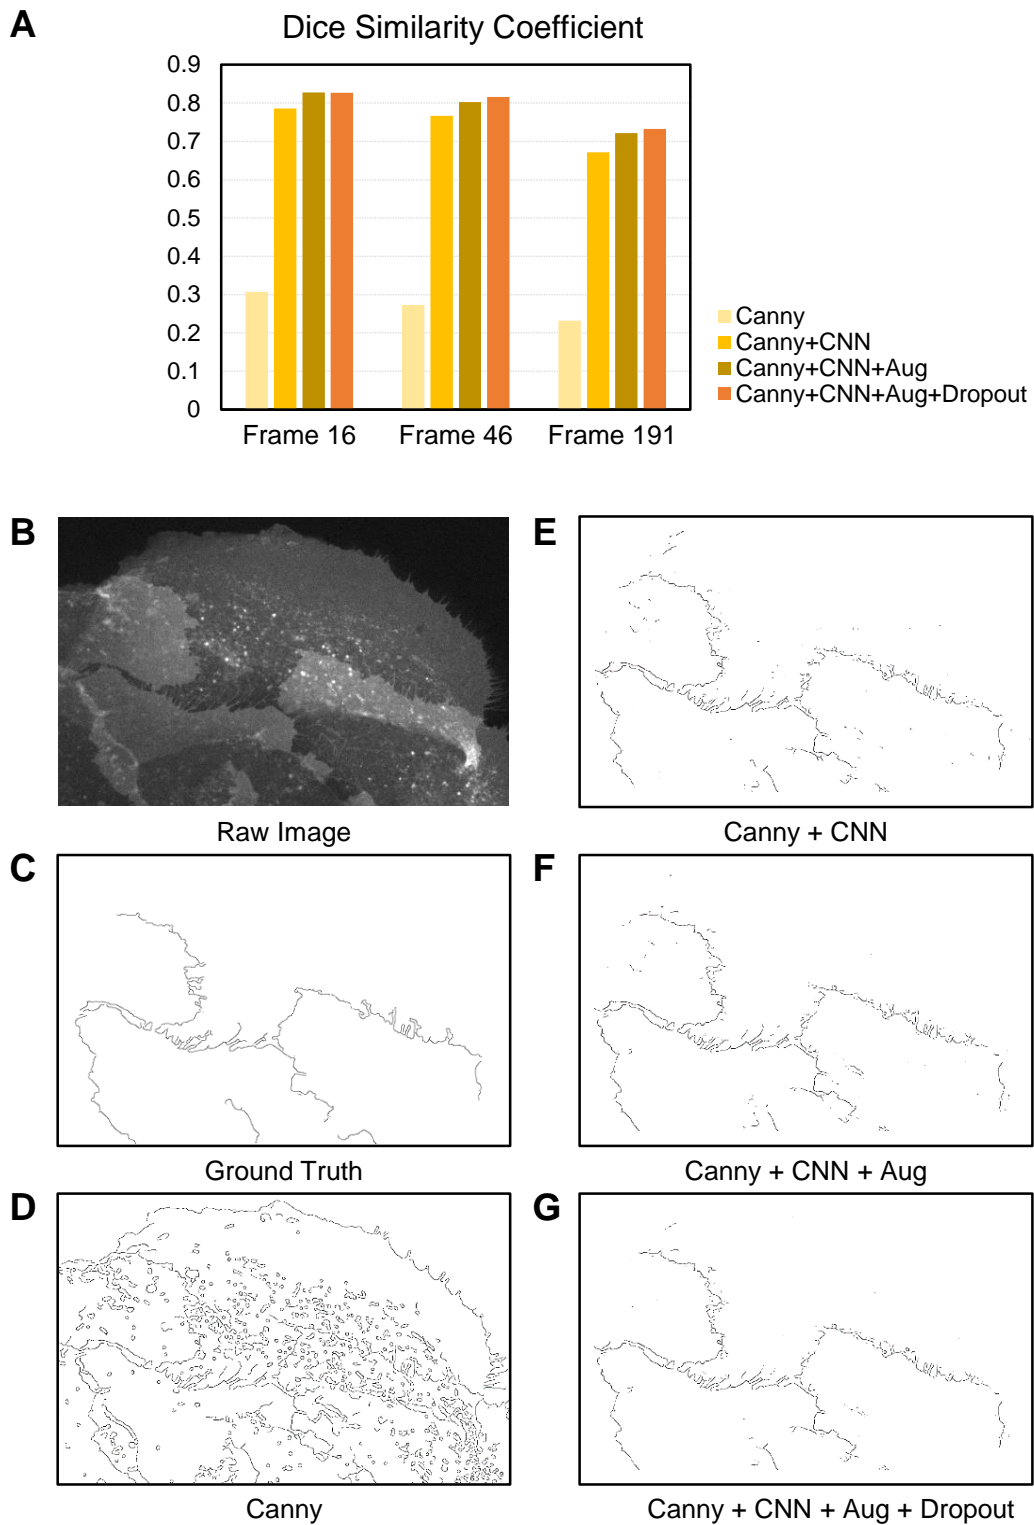 A
Dice Similarity Coefficient
0.9
0.8
0.7
0.6
0.5
0.4
0.3
0.2
0.1
0
Frame 16 Frame 46 Frame 191
Canny
Canny+CNN
Canny+CNN+Aug
Canny+CNN+Aug+Dropout
B
Raw Image
C
Ground Truth
D
Canny
E
Canny + CNN
F
Canny + CNN + Aug
G
Canny + CNN + Aug + Dropout